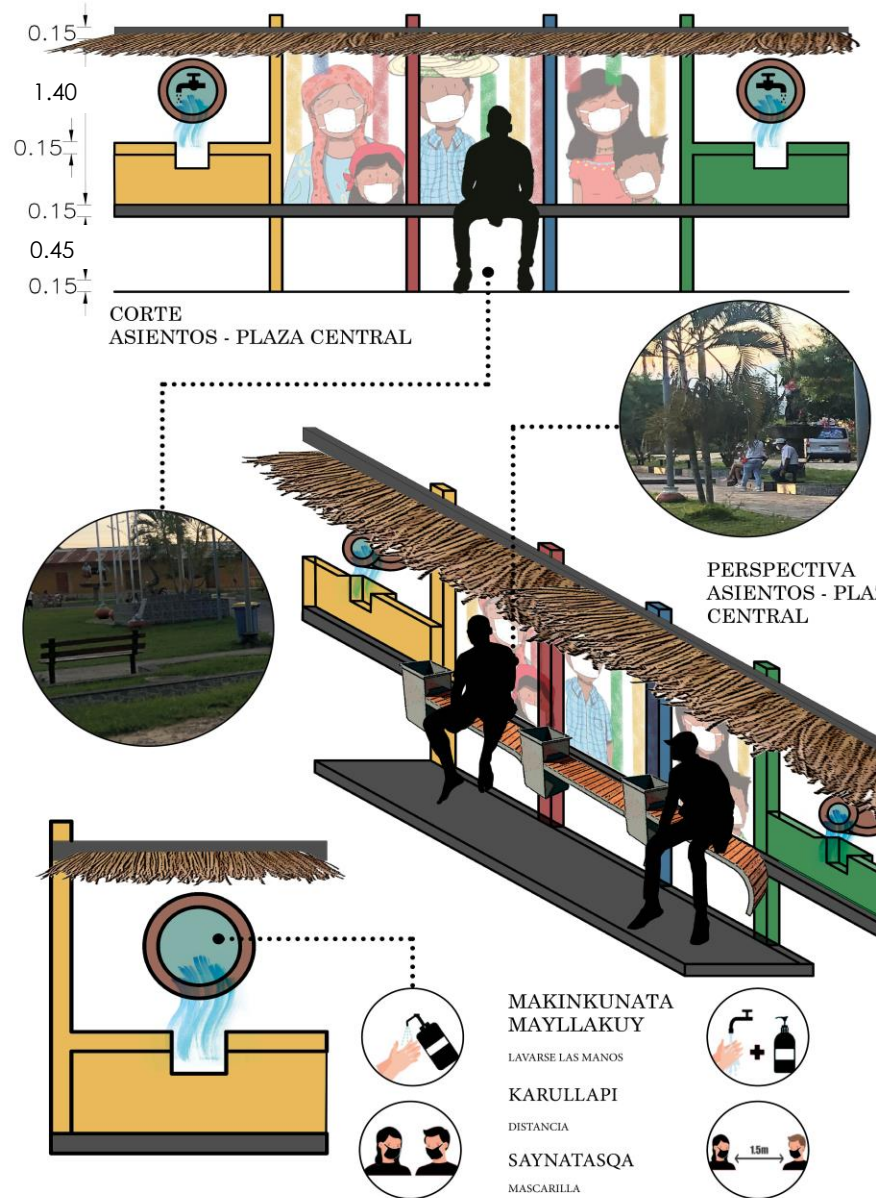 0.15
1.40
0.15
0.15
0.45
0.15
CORTE
ASIENTOS - PLAZA CENTRAL
PERSPECTIVA
ASIENTOS - PLAZ
CENTRAL
MAKINKUNATA
MAYLLAKUY
LAVARSE LAS MANOS
KARULLAPI
DISTANCIA
1.5m
SAYNATASQA
MASCARILLA